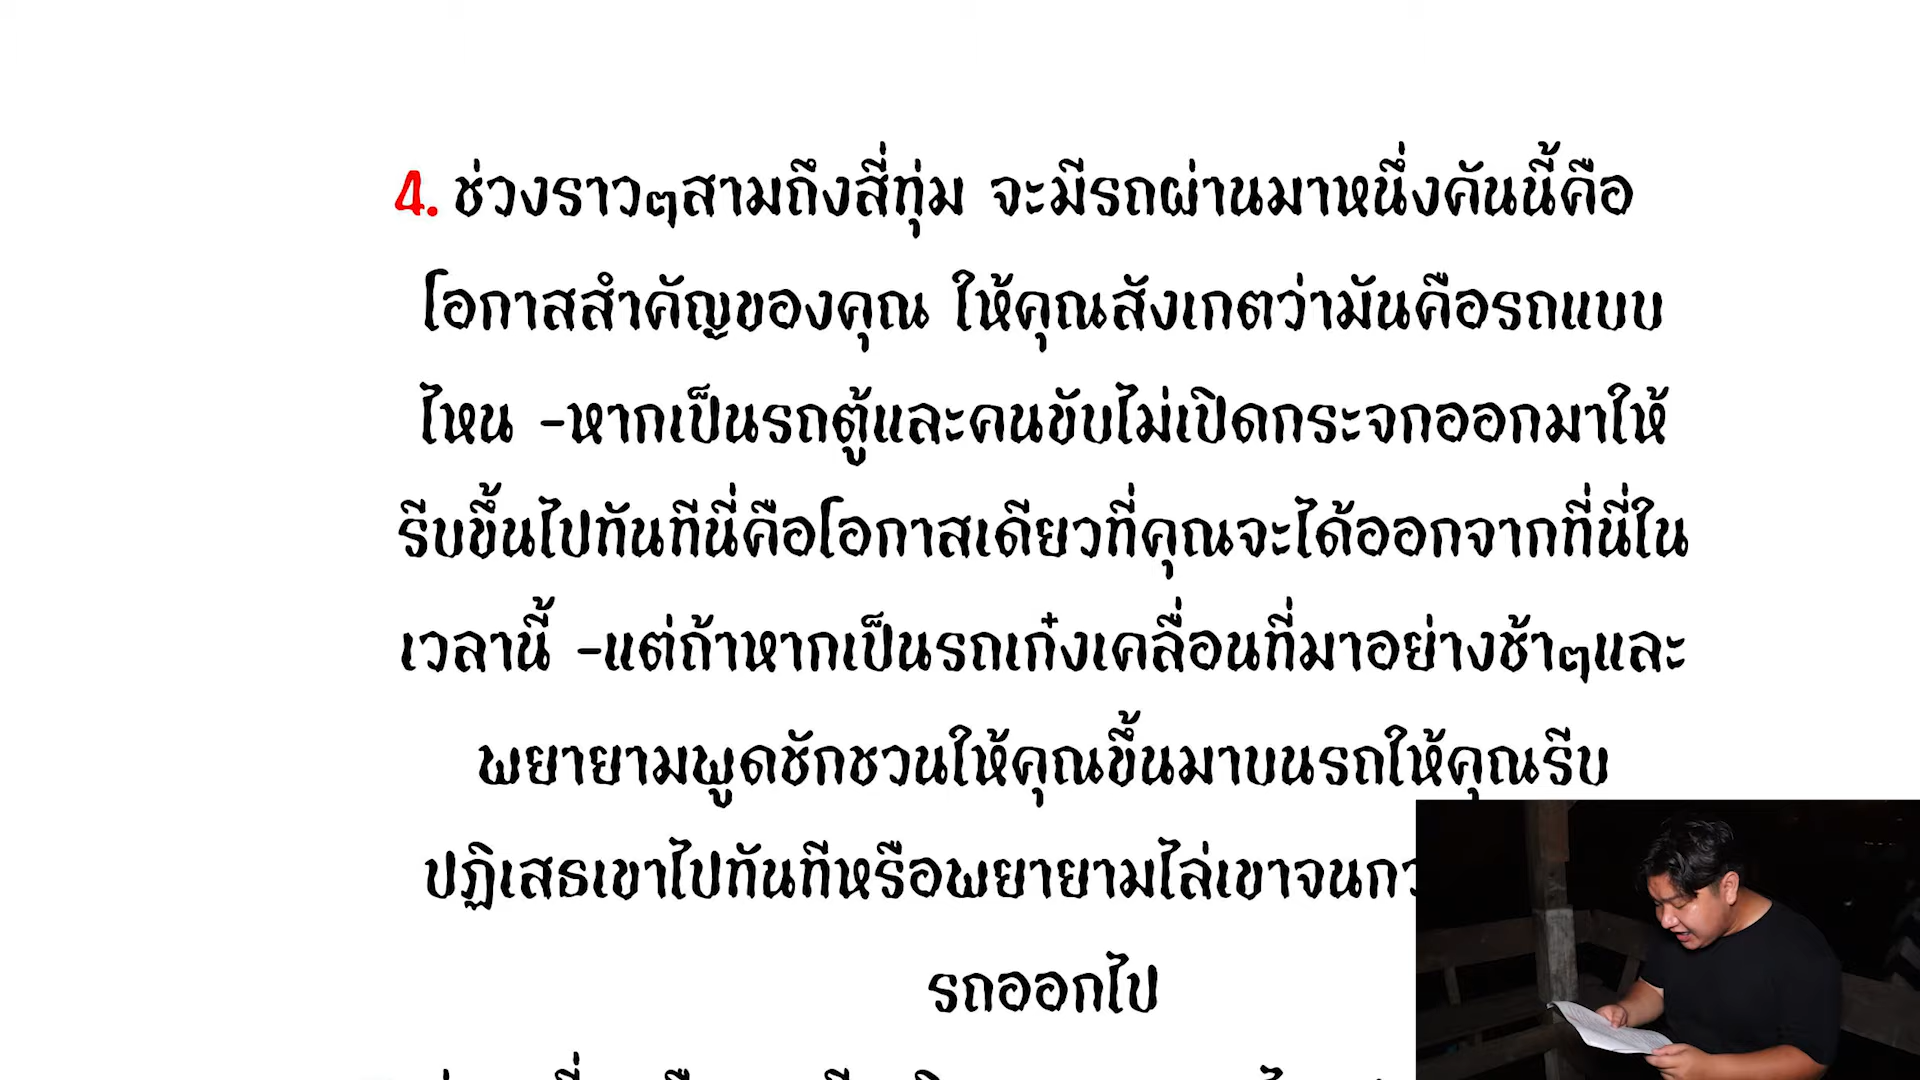 4. ช่วงราวๆสามถึงสี่ทุ่ม จะมีรถผ่านมาหนึ่งคันนี้คือ
โอกาสสำคัญของคุณ ให้คุณสังเกตว่ามันคือรถแบบ
ไหน -หากเป็นรถตู้และคนขับไม่เปิดกระจกออกมาให้
รีบขึ้นไปทันทีนี่คือโอกาสเดียวที่คุณจะได้ออกจากที่นี่ใน
เวลานี้ -แต่ถ้าหากเป็นรถเก๋งเคลื่อนที่มาอย่างช้าๆและ
พยายามพูดชักชวนให้คุณขึ้นมาบนรถให้คุณรีบ
ปฏิเสธเขาไปทันทีหรือพยายามไล่เขาจน
รถออกไป